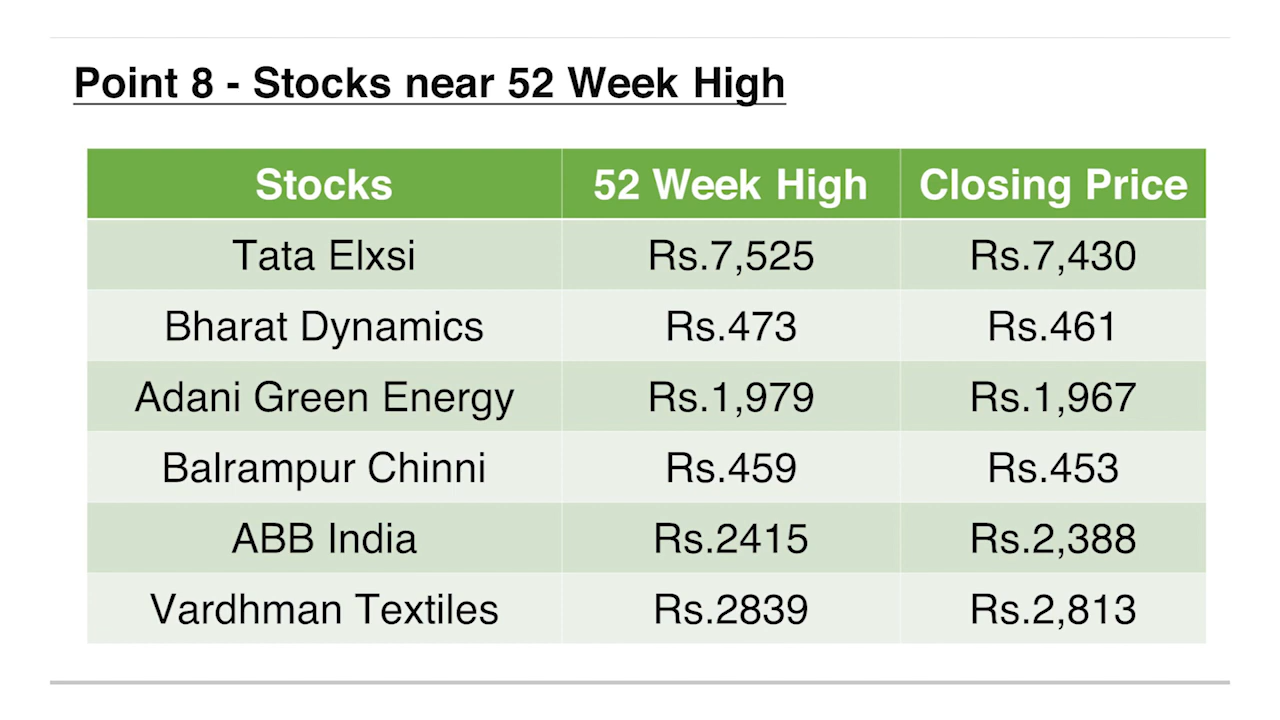 Point 8 - Stocks near 52 Week High
Stocks 52 Week High Closing Price
Tata Elxsi Rs.7,525 Rs.7,430
Bharat Dynamics Rs.473 Rs.461
Adani Green Energy Rs.1,979 Rs.1,967
Balrampur Chinni Rs.459 Rs.453
ABB India Rs.2415 Rs.2,388
Vardhman Textiles Rs.2839 Rs.2,813